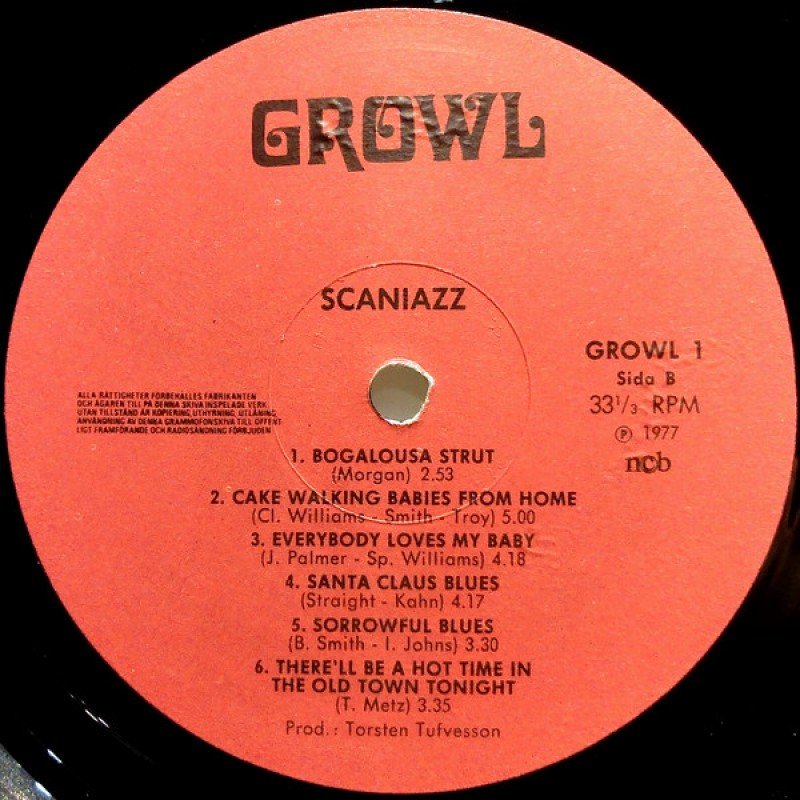 GROWL
SCANIAZZ
GROWL 1
Sida B
33 1/3 RPM
Ⓟ 1977
ncb
ALLA RÄTTIGHETER FÖRBEHÅLLES FABRIKANTEN
OCH ÄGAREN TILL PÅ DENNA SKIVA INSPELADE VERK.
UTAN TILLSTÅND ÄR KOPIERING, UTHYRNING, UTLÅNING,
ANVÄNDNING AV DENNA GRAMMOFONSKIVA TILL OFFENT
LIGT FRAMFÖRANDE OCH RADIOSÄNDNING FÖRBJUDEN
1. BOGALOUSA STRUT
(Morgan) 2.53
2. CAKE WALKING BABIES FROM HOME
(Cl. Williams - Smith - Troy) 5.00
3. EVERYBODY LOVES MY BABY
(J. Palmer - Sp. Williams) 4.18
4. SANTA CLAUS BLUES
(Straight - Kahn) 4.17
5. SORROWFUL BLUES
(B. Smith - I. Johns) 3.30
6. THERE'LL BE A HOT TIME IN
THE OLD TOWN TONIGHT
(T. Metz) 3.35
Prod.: Torsten Tufvesson